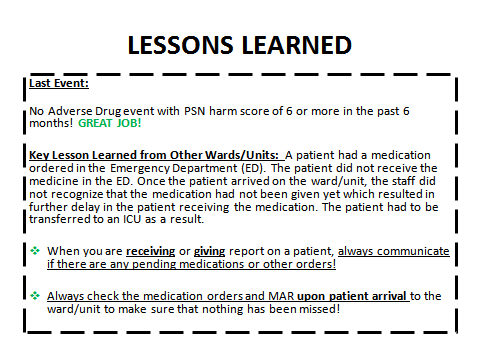 LESSONS LEARNED
Last Event:
No Adverse Drug event with PSN harm score of 6 or more in the past 6
months! GREAT JOB!
Key Lesson Learned from Other Wards/Units: A patient had a medication
ordered in the Emergency Department (ED). The patient did not receive the
medicine in the ED. Once the patient arrived on the ward/unit, the staff did
not recognize that the medication had not been given yet which resulted in
further delay in the patient receiving the medication. The patient had to be
transferred to an ICU as a result.
❖ When you are receiving or giving report on a patient, always communicate
if there are any pending medications or other orders!
❖ Always check the medication orders and MAR upon patient arrival to the
ward/unit to make sure that nothing has been missed!